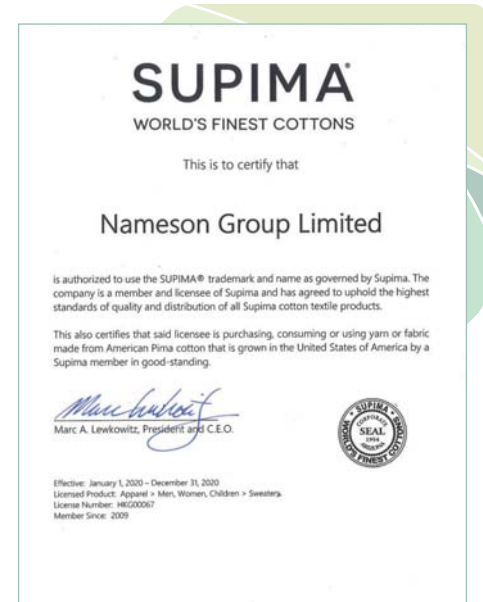 SUPIMA®
WORLD'S FINEST COTTONS
This is to certify that
Nameson Group Limited
is authorized to use the SUPIMA® trademark and name as governed by Supima. The
company is a member and licensee of Supima and has agreed to uphold the highest
standards of quality and distribution of all Supima cotton textile products.
This also certifies that said licensee is purchasing, consuming or using yarn or fabric
made from American Pima cotton that is grown in the United States of America by a
Supima member in good-standing.
Marc A. Lewkowitz, President and C.E.O.
SUPIMA
WORLD'S FINEST COTTONS
CORPORATE
SEAL
1954
ARIZONA
Effective: January 1, 2020 – December 31, 2020
Licensed Product: Apparel > Men, Women, Children > Sweaters,
License Number: HKG00067
Member Since: 2009